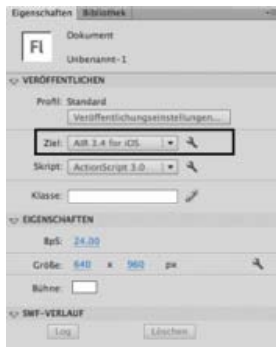 Eigenschaften Bibliothek
Fl
Dokument
Unbenannt-1
VERÖFFENTLICHEN
Profil: Standard
Veröffentlichungseinstellungen...
Ziel: AIR 3.4 for iOS
Skript: ActionScript 3.0
Klasse:
EIGENSCHAFTEN
BpS: 24.00
Größe: 640 x 960 px
Bühne:
SWF-VERLAUF
Log Löschen